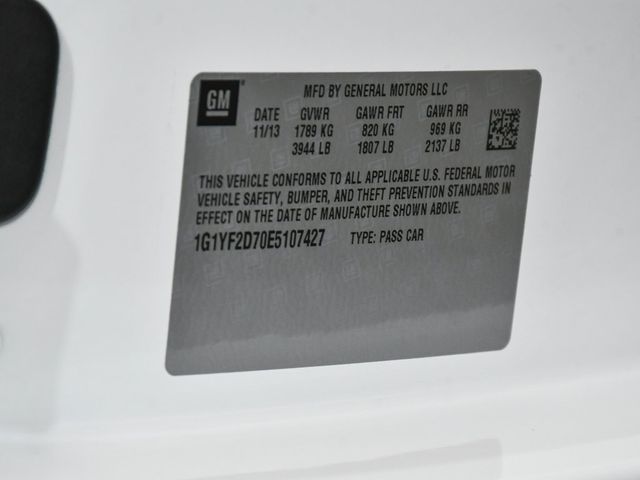 GM
MFD BY GENERAL MOTORS LLC
DATE GVWR GAWR FRT GAWR RR
11/13 1789 KG 820 KG 969 KG
3944 LB 1807 LB 2137 LB
THIS VEHICLE CONFORMS TO ALL APPLICABLE U.S. FEDERAL MOTOR
VEHICLE SAFETY, BUMPER, AND THEFT PREVENTION STANDARDS IN
EFFECT ON THE DATE OF MANUFACTURE SHOWN ABOVE.
1G1YF2D70E5107427 TYPE: PASS CAR